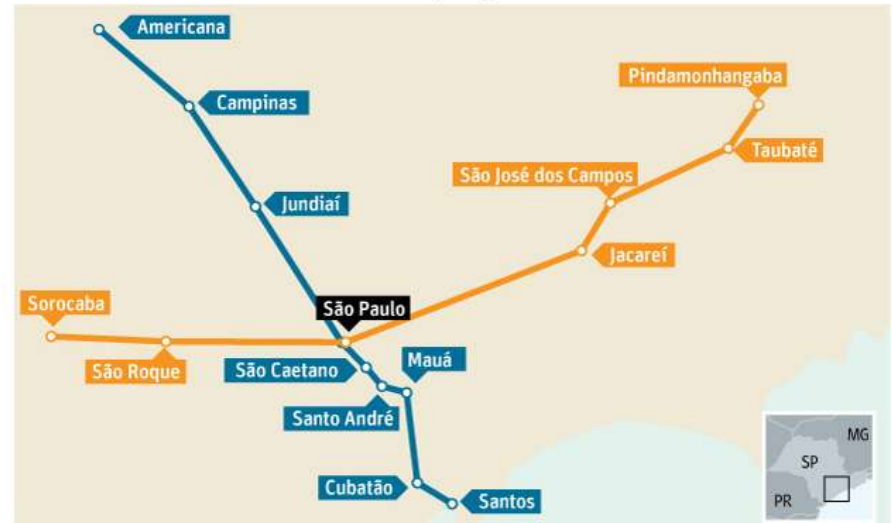 Americana
Pindamonhangaba
Campinas
Taubaté
São José dos Campos
Jundiaí
Jacareí
Sorocaba
São Paulo
São Roque
São Caetano
Mauá
Santo André
MG
SP
Cubatão
Santos
PR